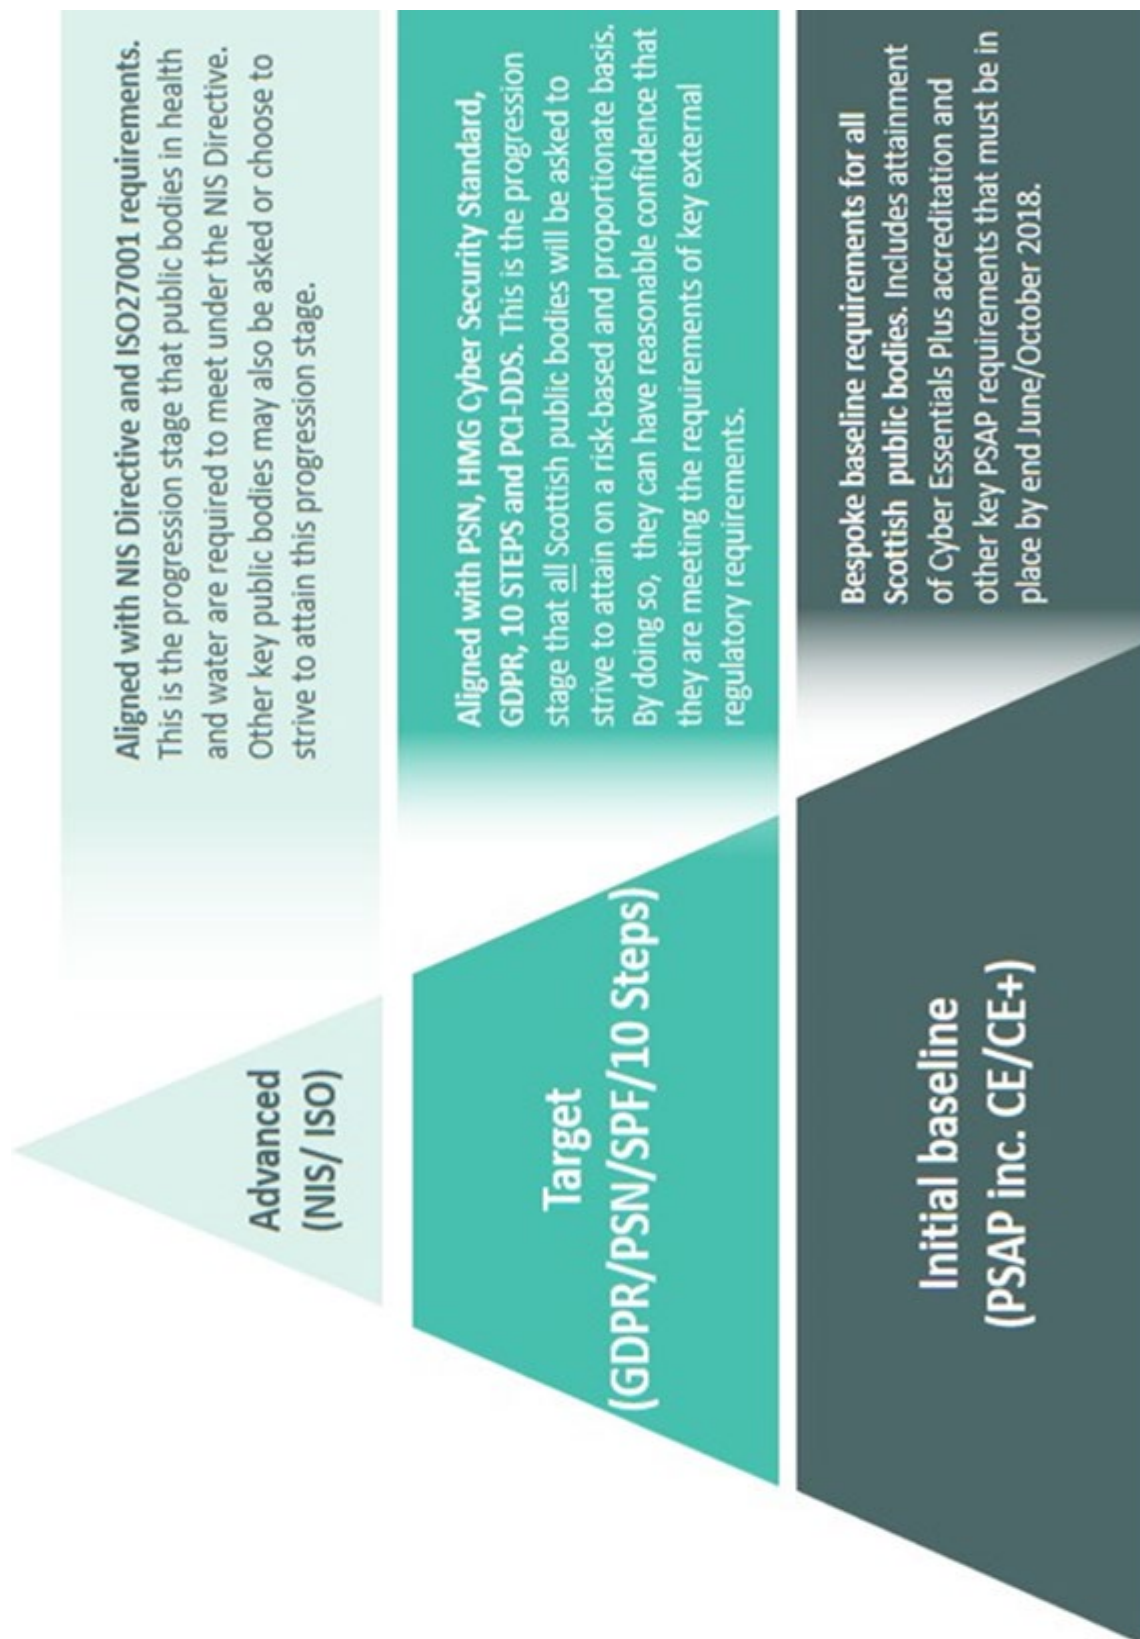 Advanced
(NIS/ ISO)
Aligned with NIS Directive and ISO27001 requirements.
This is the progression stage that public bodies in health
and water are required to meet under the NIS Directive.
Other key public bodies may also be asked or choose to
strive to attain this progression stage.
Target
(GDPR/PSN/SPF/10 Steps)
Aligned with PSN, HMG Cyber Security Standard,
GDPR, 10 STEPS and PCI-DDS. This is the progression
stage that all Scottish public bodies will be asked to
strive to attain on a risk-based and proportionate basis.
By doing so, they can have reasonable confidence that
they are meeting the requirements of key external
regulatory requirements.
Initial baseline
(PSAP inc. CE/CE+)
Bespoke baseline requirements for all
Scottish public bodies. Includes attainment
of Cyber Essentials Plus accreditation and
other key PSAP requirements that must be in
place by end June/October 2018.